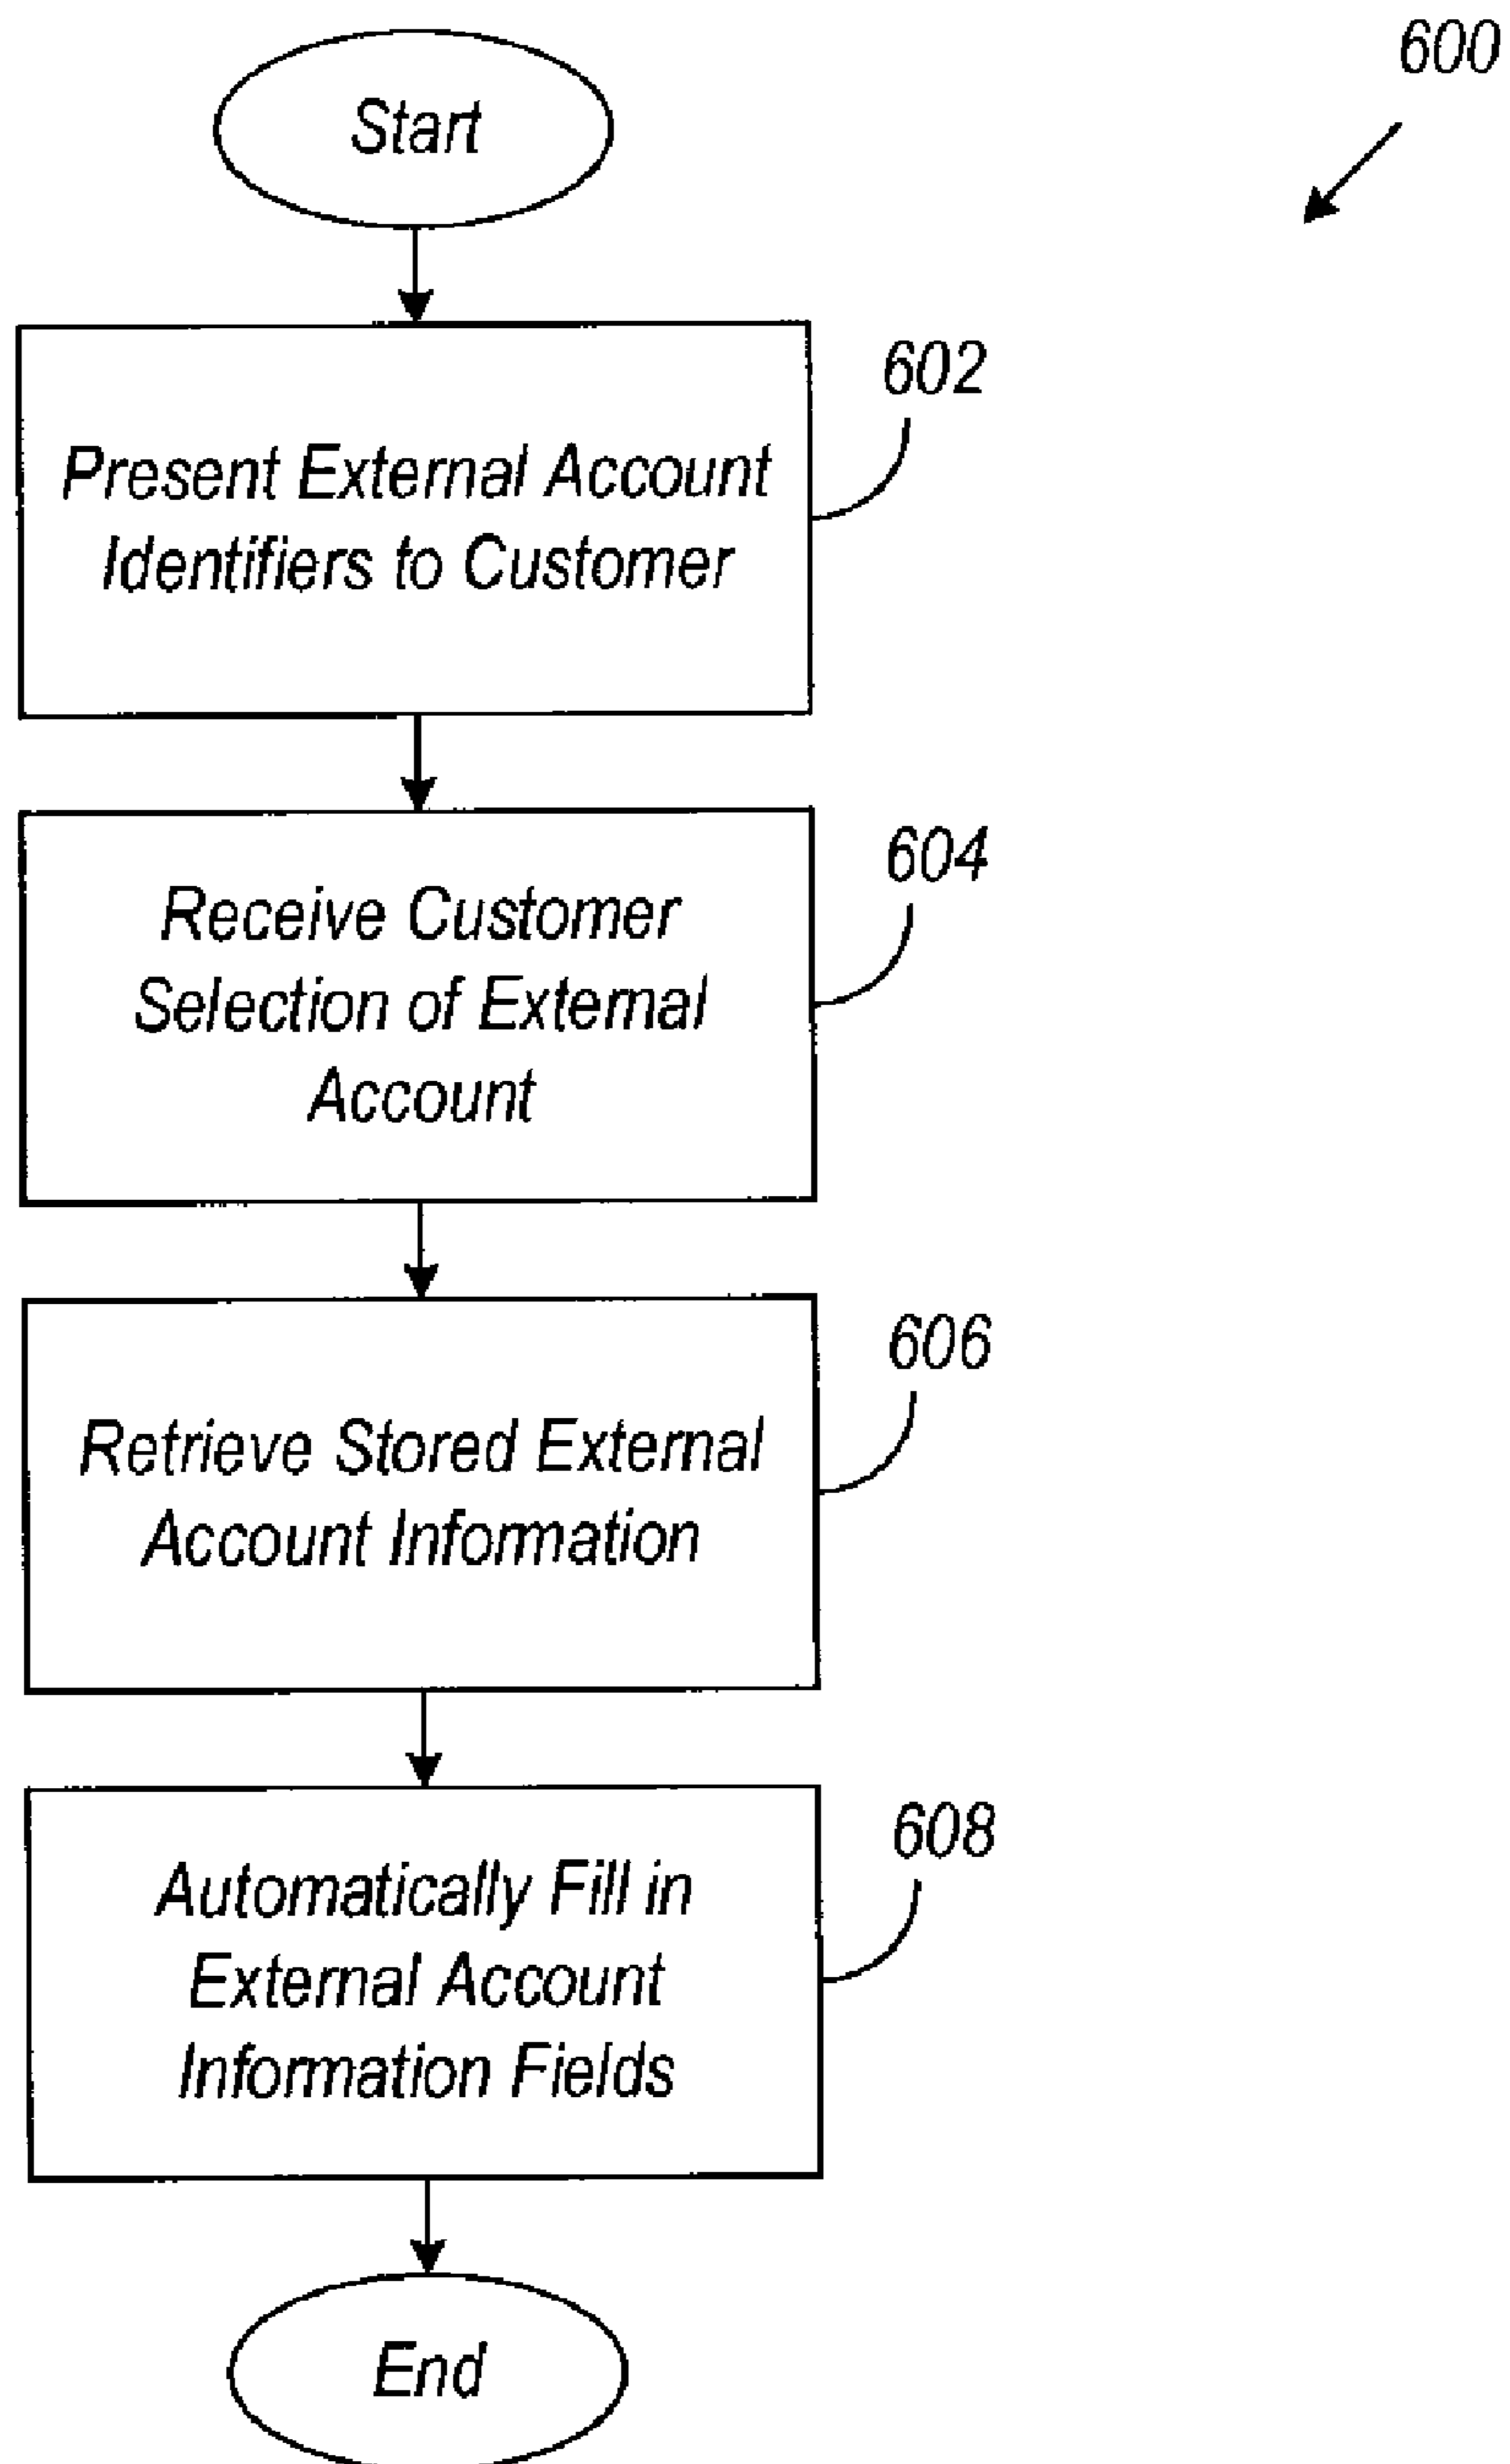 600
Start
602
Present External Account
Identifiers to Customer
604
Receive Customer
Selection of External
Account
606
Retrieve Stored External
Account Information
608
Automatically Fill in
External Account
Information Fields
End